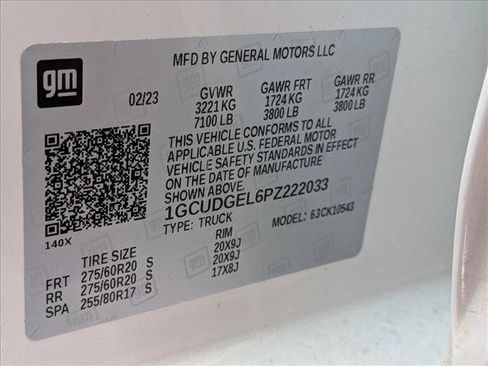 gm
MFD BY GENERAL MOTORS LLC
02/23 GVWR GAWR FRT GAWR RR
3221 KG 1724 KG 1724 KG
7100 LB 3800 LB 3800 LB
THIS VEHICLE CONFORMS TO ALL
APPLICABLE U.S. FEDERAL MOTOR
VEHICLE SAFETY STANDARDS IN EFFECT
ON THE DATE OF MANUFACTURE
SHOWN ABOVE.
1GCUDGEL6PZ222033
140X TYPE: TRUCK MODEL: 63CK10543
TIRE SIZE RIM
FRT 275/60R20 S 20X9J
RR 275/60R20 S 20X9J
SPA 255/80R17 S 17X8J